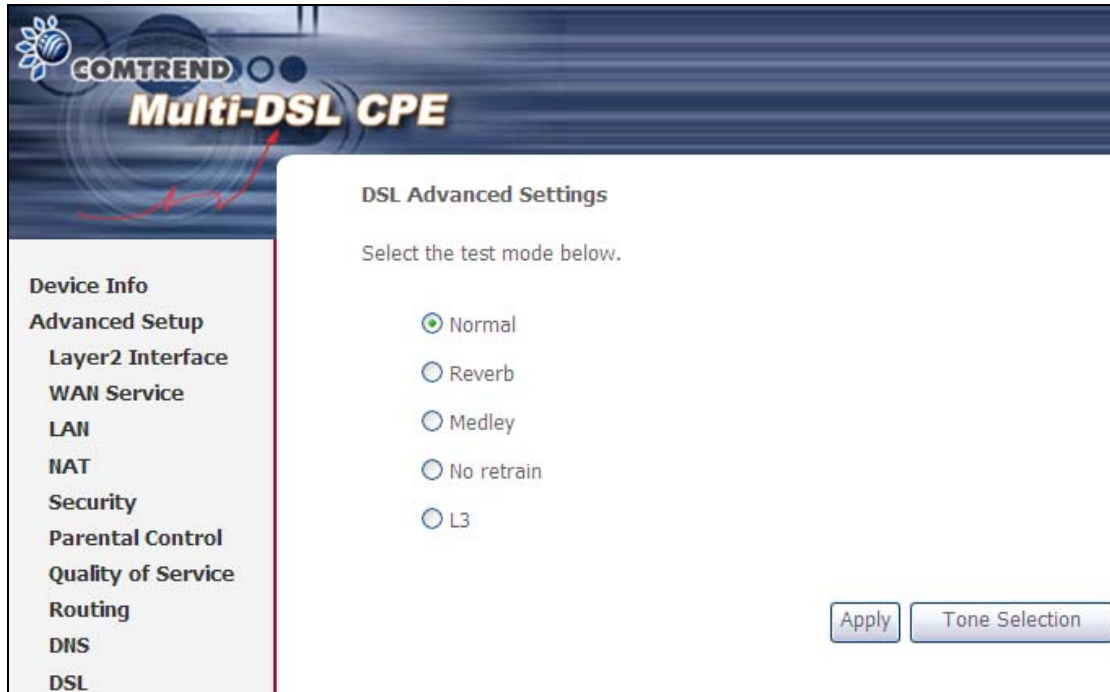 COMTREND
Multi-DSL CPE
DSL Advanced Settings
Select the test mode below.
Device Info
Advanced Setup
Layer2 Interface
WAN Service
LAN
NAT
Security
Parental Control
Quality of Service
Routing
DNS
DSL
Normal
Reverb
Medley
No retrain
L3
Apply
Tone Selection